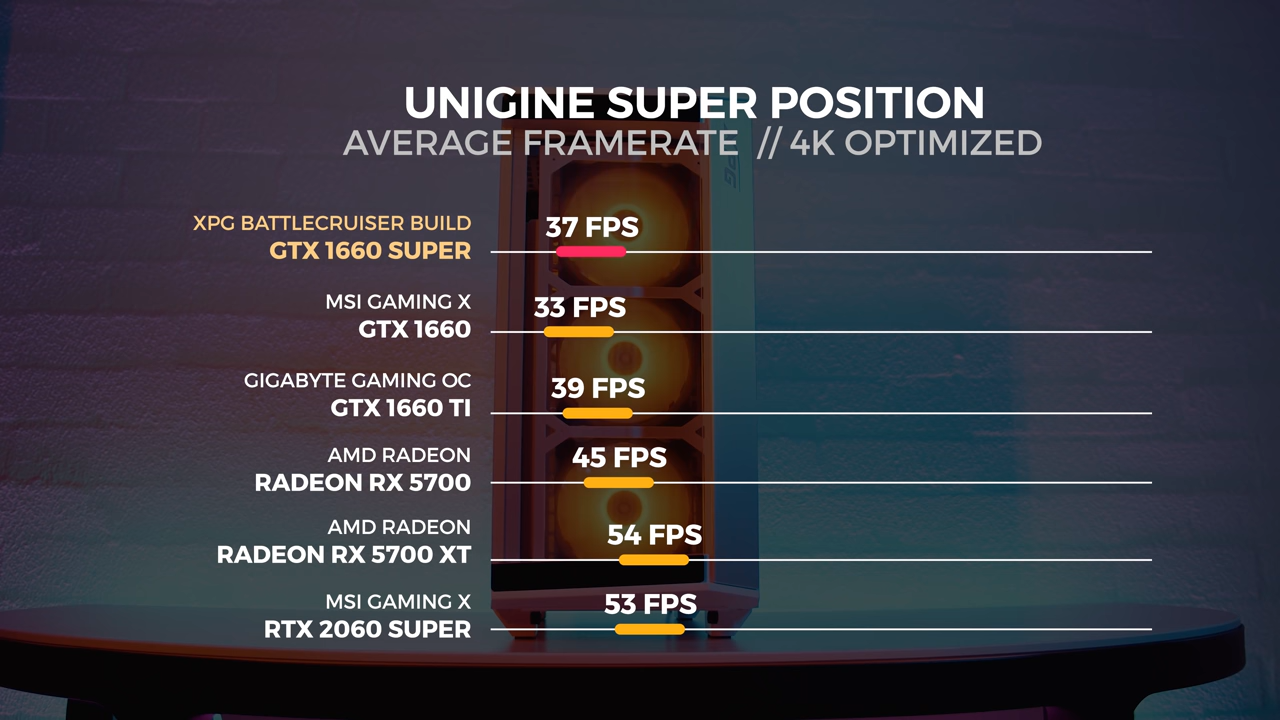 UNIGINE SUPER POSITION
AVERAGE FRAMERATE // 4K OPTIMIZED
XPG BATTLECRUISER BUILD
GTX 1660 SUPER
37 FPS
MSI GAMING X
GTX 1660
33 FPS
GIGABYTE GAMING OC
GTX 1660 TI
39 FPS
AMD RADEON
RADEON RX 5700
45 FPS
AMD RADEON
RADEON RX 5700 XT
54 FPS
MSI GAMING X
RTX 2060 SUPER
53 FPS